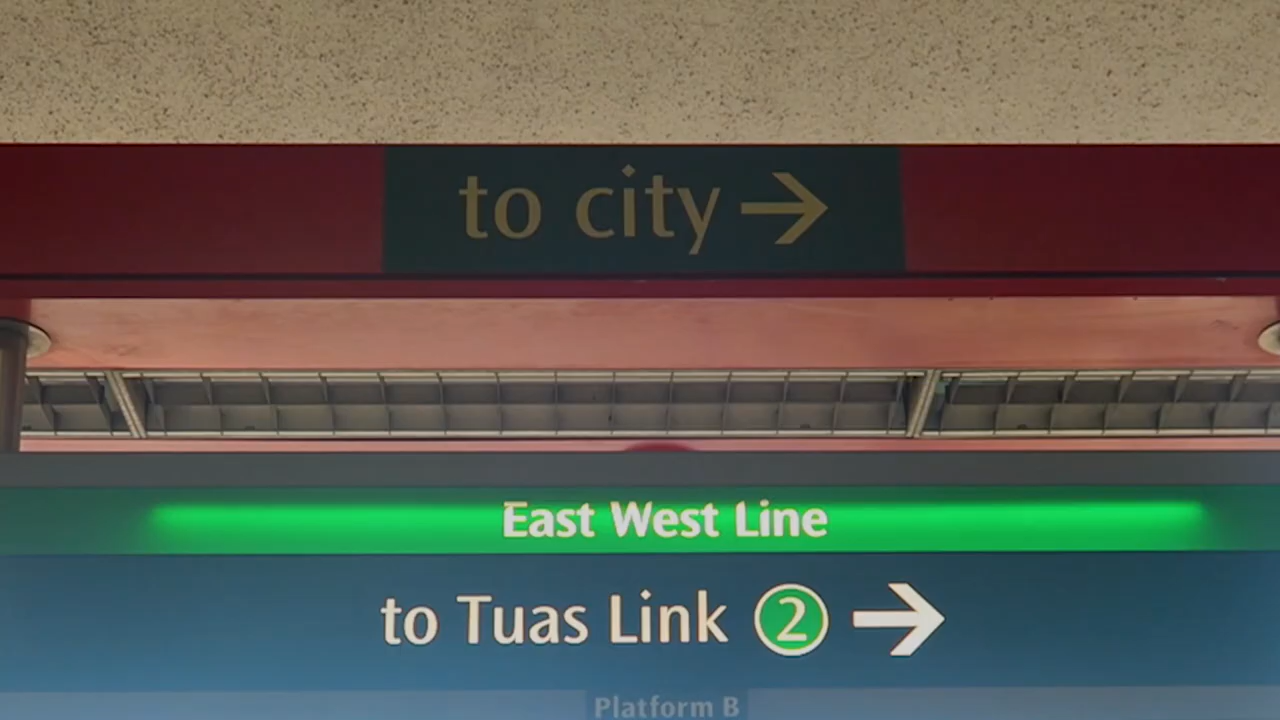 to city →
East West Line
to Tuas Link 2 →
Platform B